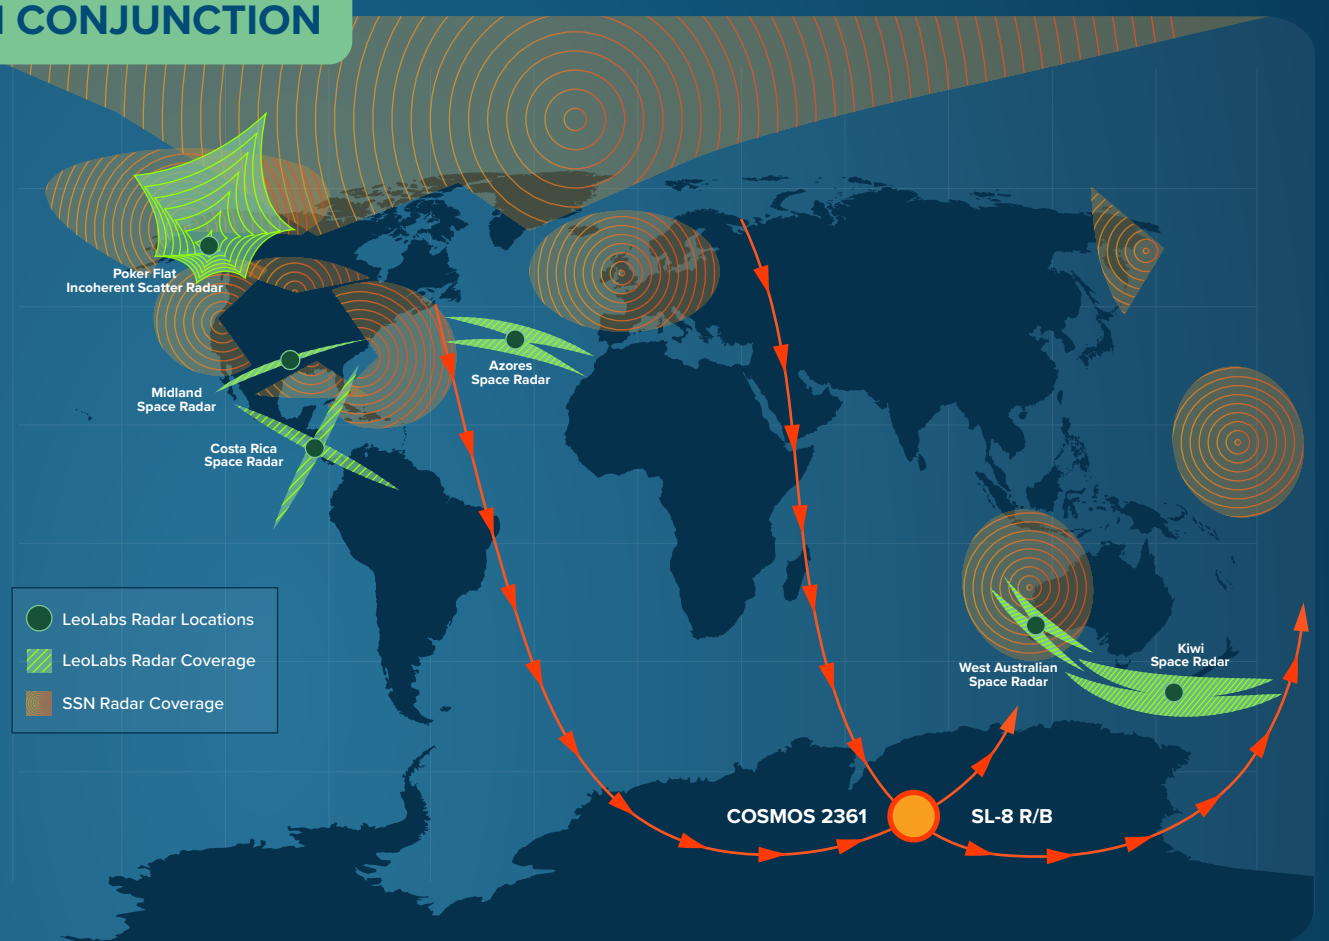 CONJUNCTION
Poker Flat
Incoherent Scatter Radar
Azores
Space Radar
Midland
Space Radar
Costa Rica
Space Radar
LeoLabs Radar Locations
LeoLabs Radar Coverage
SSN Radar Coverage
Kiwi
Space Radar
West Australian
Space Radar
COSMOS 2361
SL-8 R/B